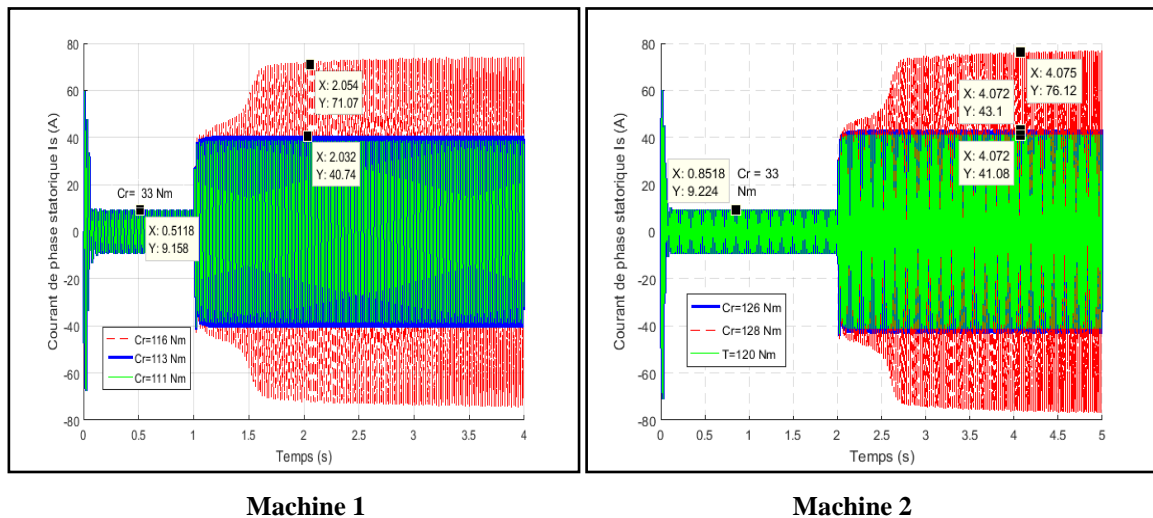 Courant de phase statorique Is (A)
80
60
40
20
0
-20
-40
-60
-80
X: 2.054
Y: 71.07
X: 2.032
Y: 40.74
Cr= 33 Nm
X: 0.5118
Y: 9.158
Cr=116 Nm
Cr=113 Nm
Cr=111 Nm
0 0.5 1 1.5 2 2.5 3 3.5 4
Temps (s)
Machine 1
Courant de phase statorique Is (A)
80
60
40
20
0
-20
-40
-60
-80
X: 4.075
Y: 76.12
X: 4.072
Y: 43.1
X: 4.072
Y: 41.08
X: 0.8518
Y: 9.224
Cr= 33
Nm
Cr=126 Nm
Cr=128 Nm
T=120 Nm
0 0.5 1 1.5 2 2.5 3 3.5 4 4.5 5
Temps (s)
Machine 2